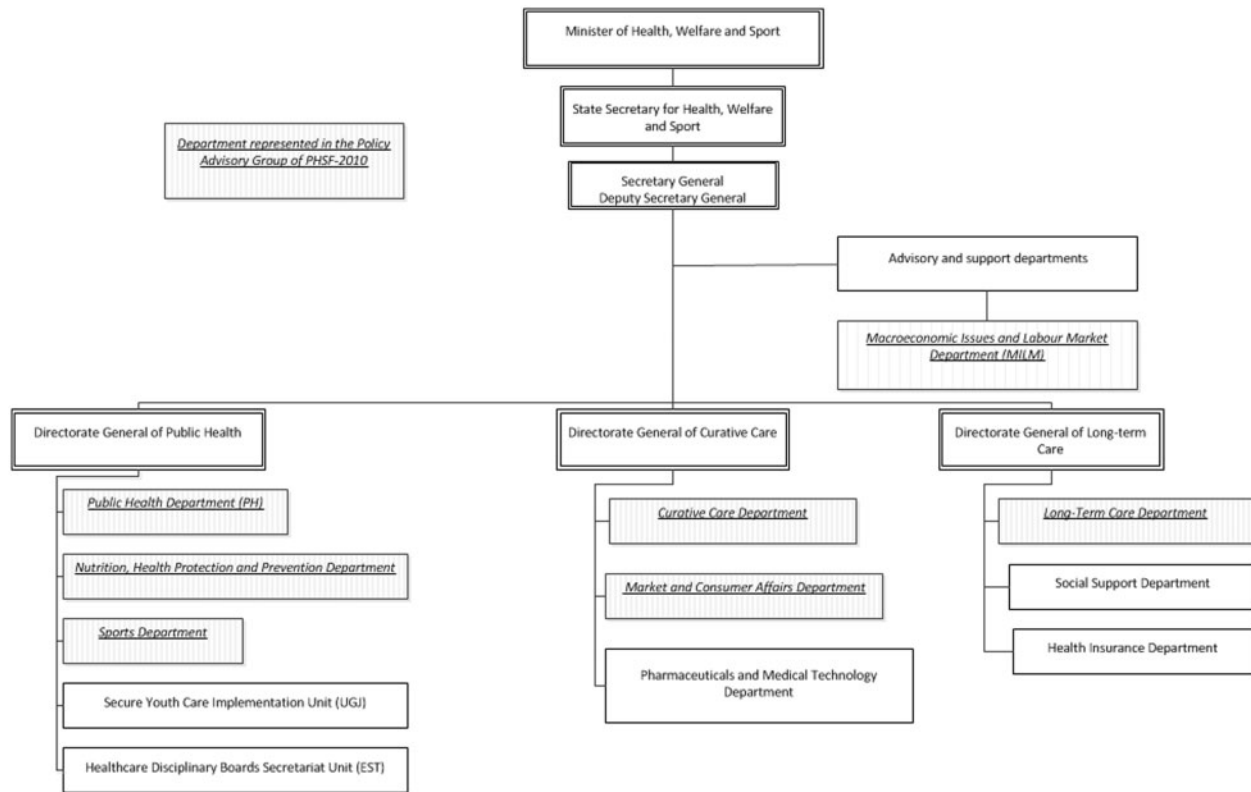 Minister of Health, Welfare and Sport
State Secretary for Health, Welfare
and Sport
Department represented in the Policy
Advisory Group of PHSF-2010
Secretary General
Deputy Secretary General
Advisory and support departments
Macroeconomic Issues and Labour Market
Department (MILM)
Directorate General of Public Health
Directorate General of Curative Care
Directorate General of Long-term
Care
Public Health Department (PH)
Nutrition, Health Protection and Prevention Department
Sports Department
Secure Youth Care Implementation Unit (UGJ)
Healthcare Disciplinary Boards Secretariat Unit (EST)
Curative Care Department
Market and Consumer Affairs Department
Pharmaceuticals and Medical Technology
Department
Long-Term Care Department
Social Support Department
Health Insurance Department